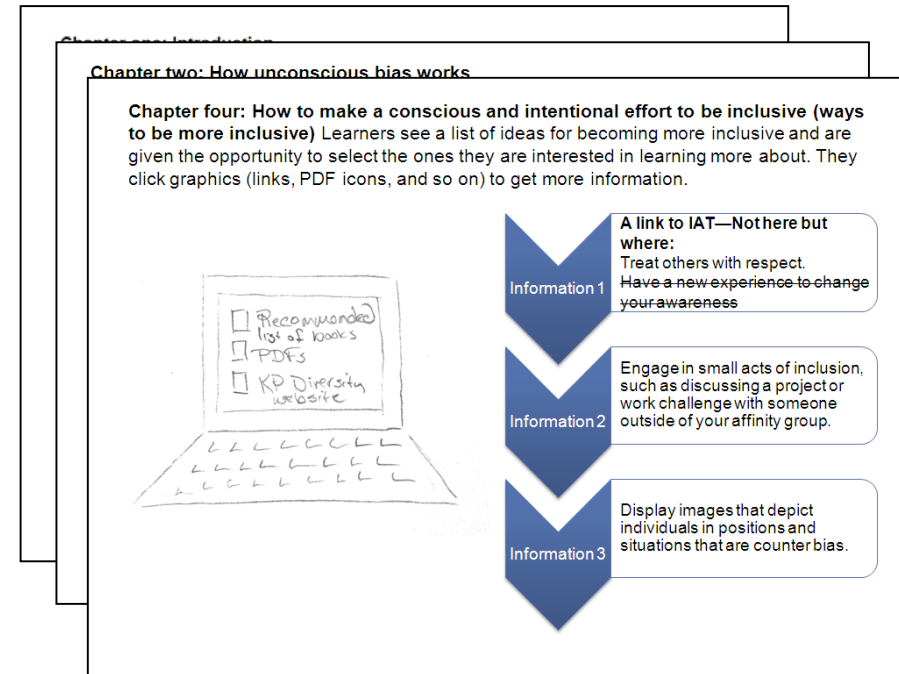 Chapter one: Introduction
Chapter two: How unconscious bias works
Chapter four: How to make a conscious and intentional effort to be inclusive (ways
to be more inclusive) Learners see a list of ideas for becoming more inclusive and are
given the opportunity to select the ones they are interested in learning more about. They
click graphics (links, PDF icons, and so on) to get more information.
Recommended
list of books
PDFs
KP Diversity
website
Information 1
A link to IAT—Not here but
where:
Treat others with respect.
Have a new experience to change
your awareness
Information 2
Engage in small acts of inclusion,
such as discussing a project or
work challenge with someone
outside of your affinity group.
Information 3
Display images that depict
individuals in positions and
situations that are counter bias.